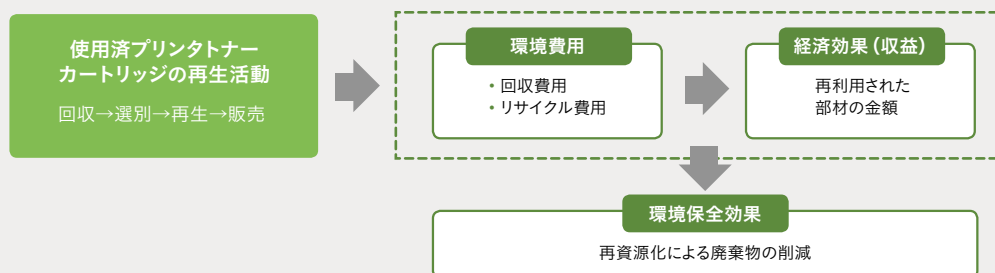 使用済プリンタトナー
カートリッジの再生活動
回収→選別→再生→販売
環境費用
・回収費用
・リサイクル費用
経済効果（収益）
再利用された
部材の金額
環境保全効果
再資源化による廃棄物の削減